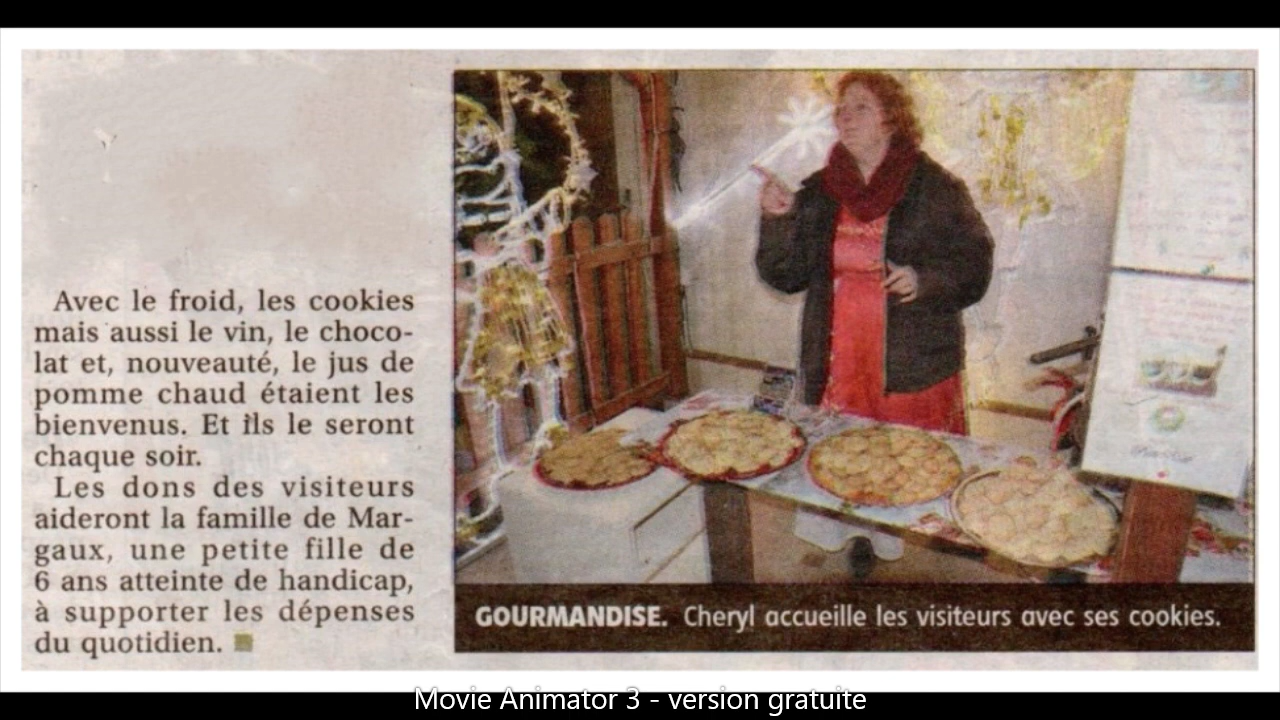 Avec le froid, les cookies
mais aussi le vin, le choco-
lat et, nouveauté, le jus de
pomme chaud étaient les
bienvenus. Et ils le seront
chaque soir.
Les dons des visiteurs
aideront la famille de Mar-
gaux, une petite fille de
6 ans atteinte de handicap,
à supporter les dépenses
du quotidien.
GOURMANDISE. Cheryl accueille les visiteurs avec ses cookies.
Movie Animator 3 - version gratuite